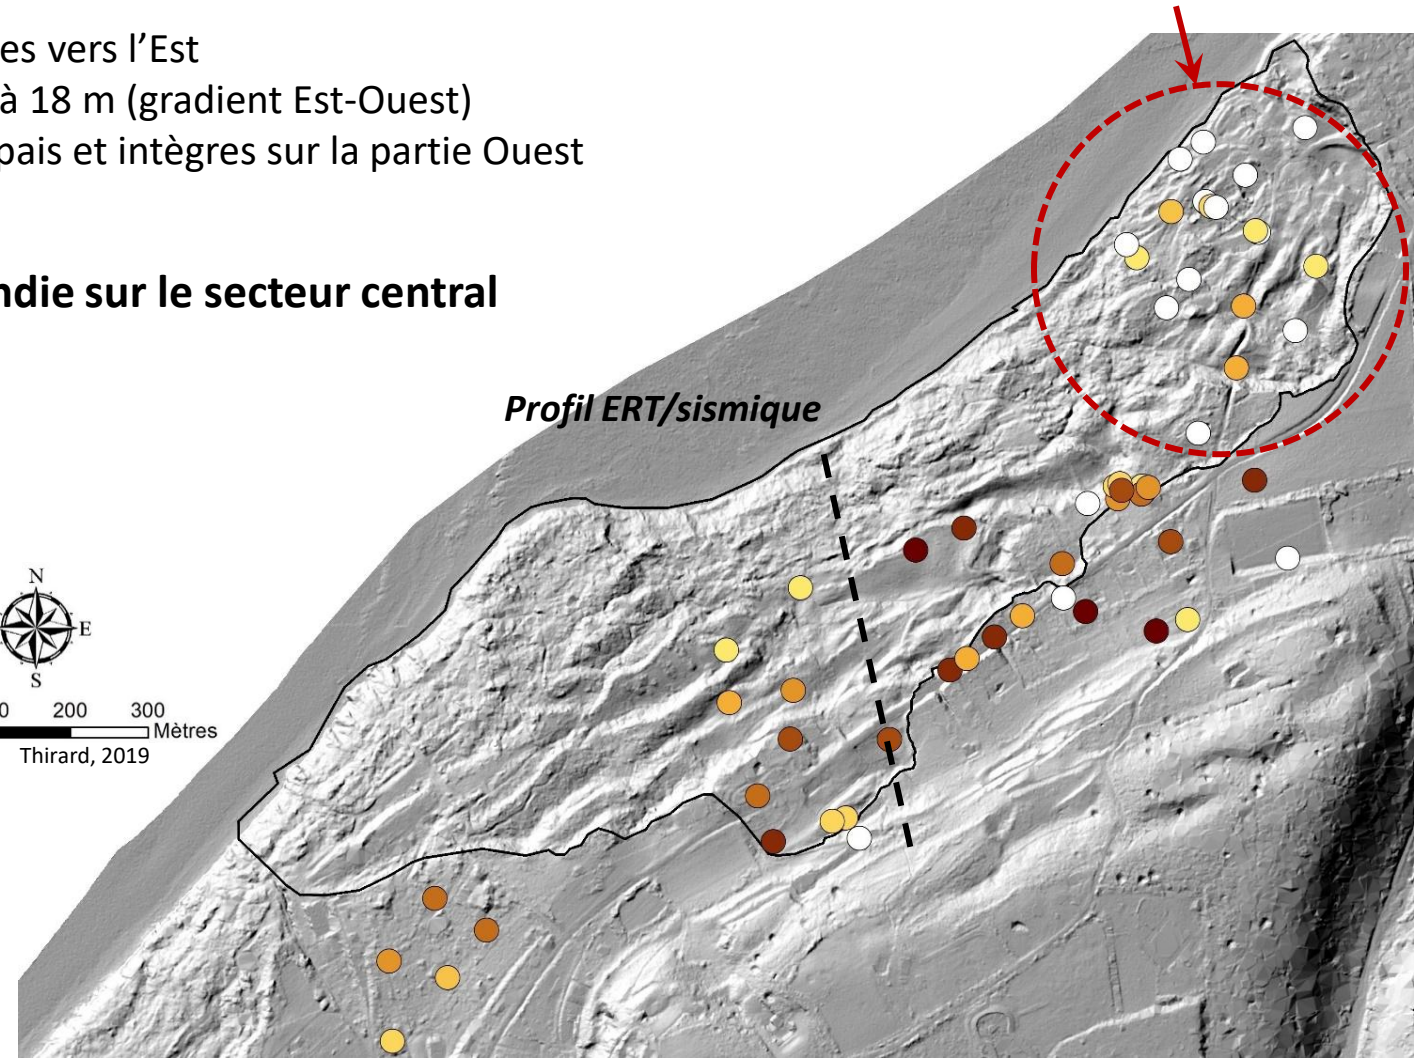 es vers l’Est
à 18 m (gradient Est-Ouest)
pais et intègres sur la partie Ouest
ndie sur le secteur central
Profil ERT/sismique
N
E
S
0 200 300 Mètres
Thirard, 2019